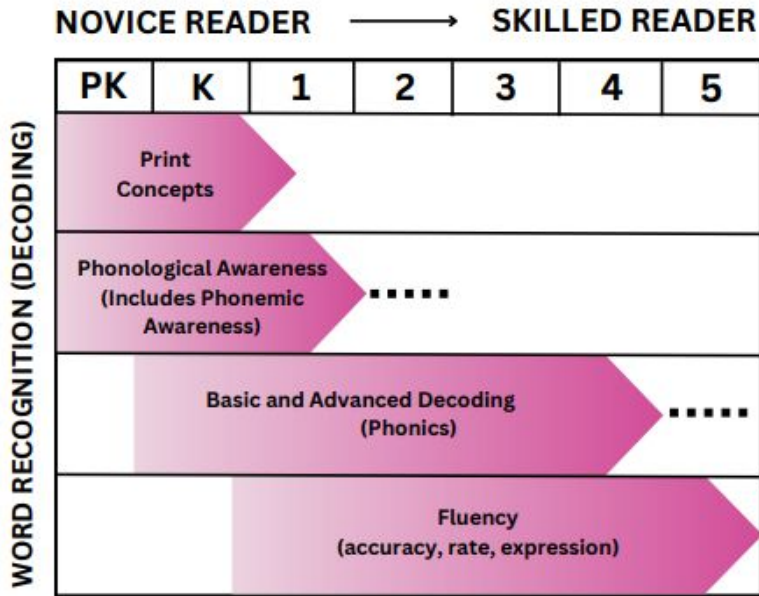 NOVICE READER → SKILLED READER
PK K 1 2 3 4 5
WORD RECOGNITION (DECODING)
Print
Concepts
Phonological Awareness
(Includes Phonemic
Awareness)
Basic and Advanced Decoding
(Phonics)
Fluency
(accuracy, rate, expression)